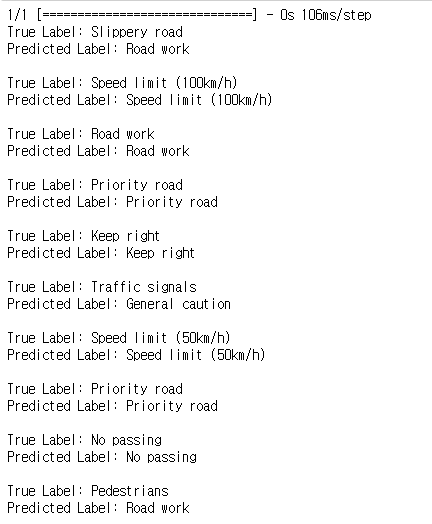 1/1 [==============================] - 0s 106ms/step
True Label: Slippery road
Predicted Label: Road work
True Label: Speed limit (100km/h)
Predicted Label: Speed limit (100km/h)
True Label: Road work
Predicted Label: Road work
True Label: Priority road
Predicted Label: Priority road
True Label: Keep right
Predicted Label: Keep right
True Label: Traffic signals
Predicted Label: General caution
True Label: Speed limit (50km/h)
Predicted Label: Speed limit (50km/h)
True Label: Priority road
Predicted Label: Priority road
True Label: No passing
Predicted Label: No passing
True Label: Pedestrians
Predicted Label: Road work